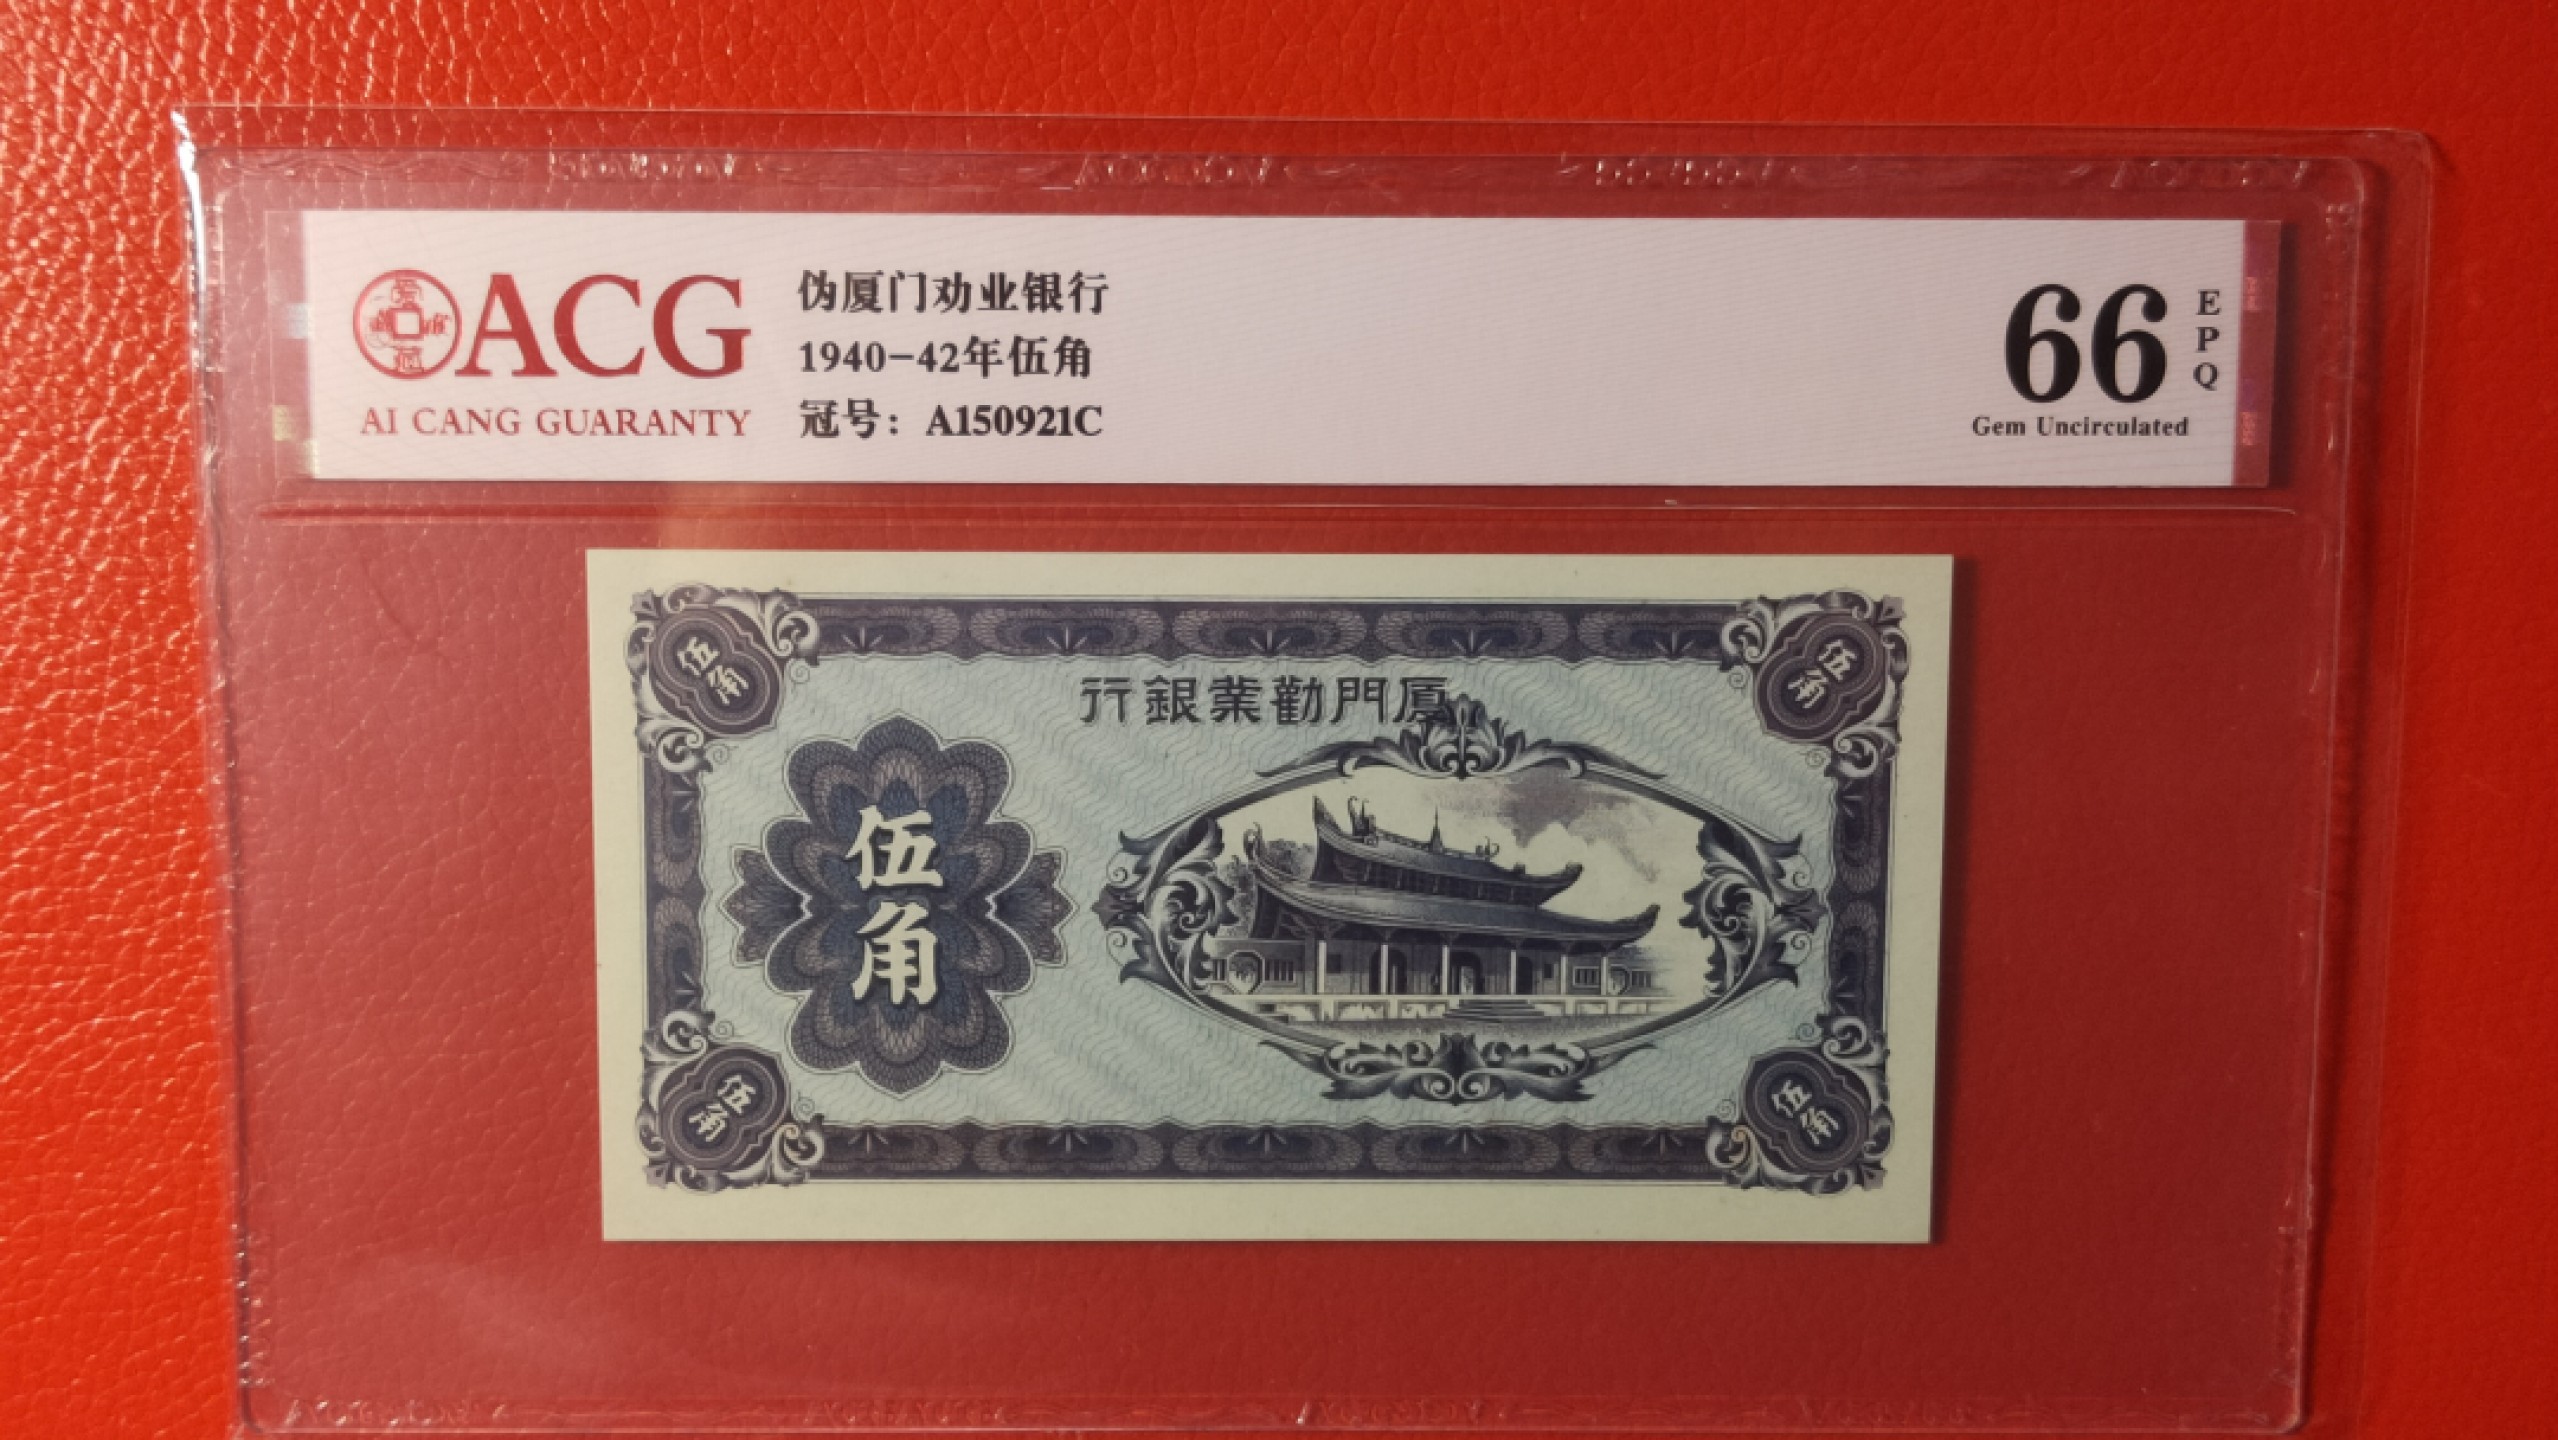 ACG
AI CANG GUARANTY
伪厦门劝业银行
1940-42年伍角
冠号：A150921C
66
EPQ
Gem Uncirculated
伍角
伍角
行銀業勸門厦
伍角
伍角
伍角